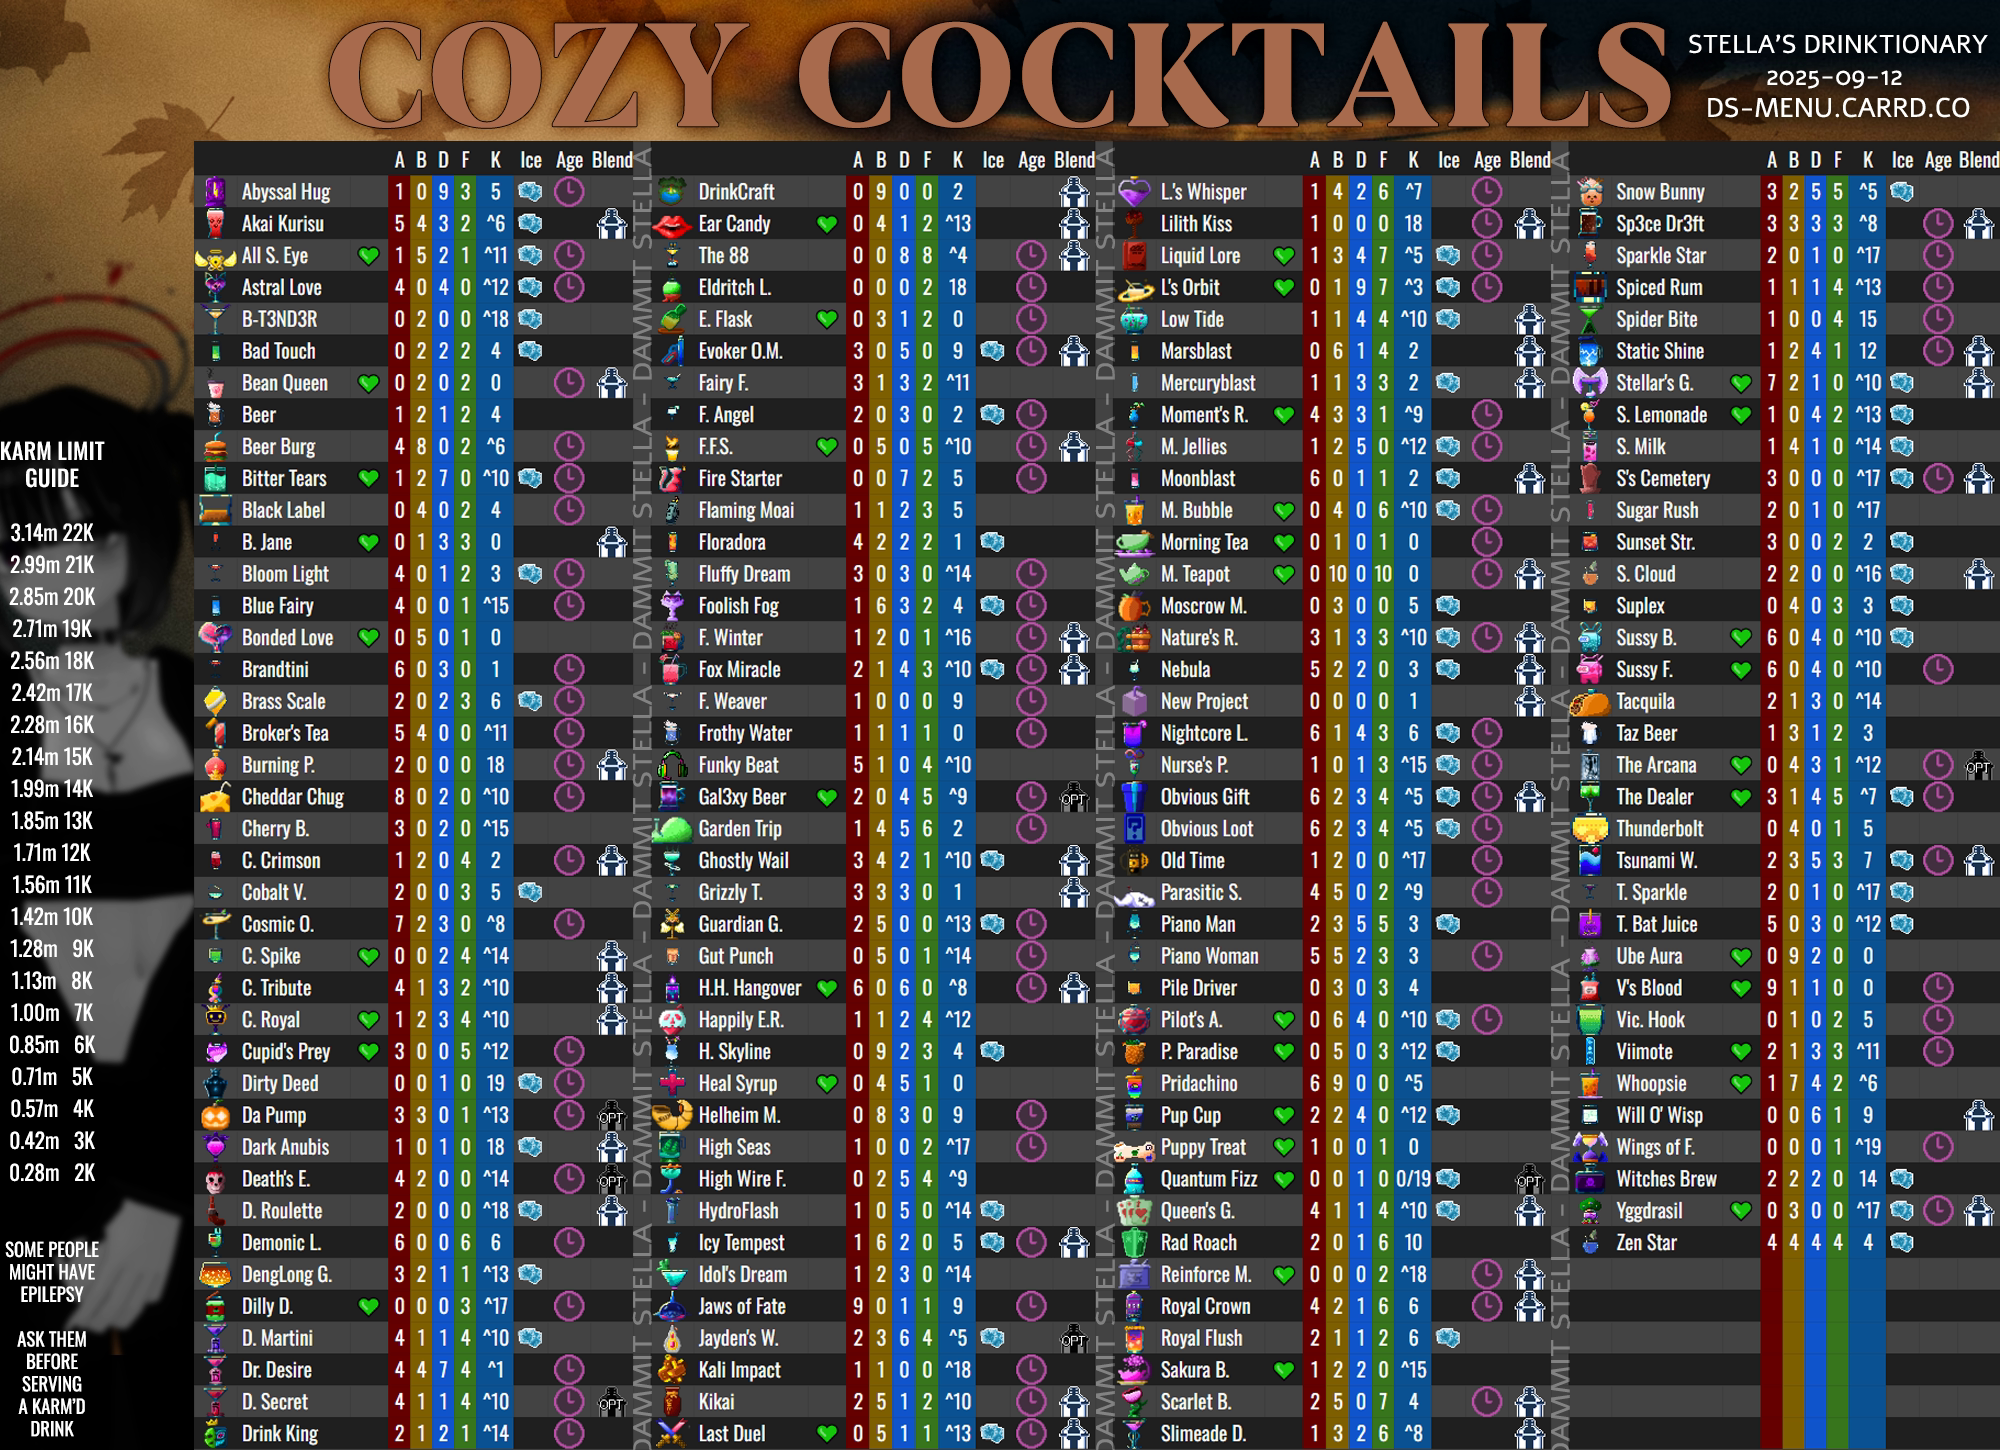 COZY COCKTAILS
STELLA'S DRINKTIONARY
2025-09-12
DS-MENU.CARRD.CO
KARM LIMIT
GUIDE
3.14m 22K
2.99m 21K
2.85m 20K
2.71m 19K
2.56m 18K
2.42m 17K
2.28m 16K
2.14m 15K
1.99m 14K
1.85m 13K
1.71m 12K
1.56m 11K
1.42m 10K
1.28m 9K
1.13m 8K
1.00m 7K
0.85m 6K
0.71m 5K
0.57m 4K
0.42m 3K
0.28m 2K
SOME PEOPLE
MIGHT HAVE
EPILEPSY
ASK THEM
BEFORE
SERVING
A KARM'D
DRINK
A B D F K Ice Age Blend
Abyssal Hug 1 0 9 3 5
Akai Kurisu 5 4 3 2 ^6
All S. Eye 1 5 2 1 ^11
Astral Love 4 0 4 0 ^12
B-T3ND3R 0 2 0 0 ^18
Bad Touch 0 2 2 2 4
Bean Queen 0 2 0 2 0
Beer 1 2 1 2 4
Beer Burg 4 8 0 2 ^6
Bitter Tears 1 2 7 0 ^10
Black Label 0 4 0 2 4
B. Jane 0 1 3 3 0
Bloom Light 4 0 1 2 3
Blue Fairy 4 0 0 1 ^15
Bonded Love 0 5 0 1 0
Brandtini 6 0 3 0 1
Brass Scale 2 0 2 3 6
Broker's Tea 5 4 0 0 ^11
Burning P. 2 0 0 0 18
Cheddar Chug 8 0 2 0 ^10
Cherry B. 3 0 2 0 ^15
C. Crimson 1 2 0 4 2
Cobalt V. 2 0 0 3 5
Cosmic O. 7 2 3 0 ^8
C. Spike 0 0 2 4 ^14
C. Tribute 4 1 3 2 ^10
C. Royal 1 2 3 4 ^10
Cupid's Prey 3 0 0 5 ^12
Dirty Deed 0 0 1 0 19
Da Pump 3 3 0 1 ^13 OPT
Dark Anubis 1 0 1 0 18
Death's E. 4 2 0 0 ^14 OPT
D. Roulette 2 0 0 0 ^18
Demonic L. 6 0 0 6 6
DengLong G. 3 2 1 1 ^13
Dilly D. 0 0 0 3 ^17
D. Martini 4 1 1 4 ^10
Dr. Desire 4 4 7 4 ^1
D. Secret 4 1 1 4 ^10 OPT
Drink King 2 1 2 1 ^14
DAMMIT STELLA - DAMMIT STELLA - DAMMIT STELLA - DAMMIT STELLA
A B D F K Ice Age Blend
DrinkCraft 0 9 0 0 2
Ear Candy 0 4 1 2 ^13
The 88 0 0 8 8 ^4
Eldritch L. 0 0 0 2 18
E. Flask 0 3 1 2 0
Evoker O.M. 3 0 5 0 9
Fairy F. 3 1 3 2 ^11
F. Angel 2 0 3 0 2
F.F.S. 0 5 0 5 ^10
Fire Starter 0 0 7 2 5
Flaming Moai 1 1 2 3 5
Floradora 4 2 2 2 1
Fluffy Dream 3 0 3 0 ^14
Foolish Fog 1 6 3 2 4
F. Winter 1 2 0 1 ^16
Fox Miracle 2 1 4 3 ^10
F. Weaver 1 0 0 0 9
Frothy Water 1 1 1 1 0
Funky Beat 5 1 0 4 ^10
Gal3xy Beer 2 0 4 5 ^9 OPT
Garden Trip 1 4 5 6 2
Ghostly Wail 3 4 2 1 ^10
Grizzly T. 3 3 3 0 1
Guardian G. 2 5 0 0 ^13
Gut Punch 0 5 0 1 ^14
H.H. Hangover 6 0 6 0 ^8
Happily E.R. 1 1 2 4 ^12
H. Skyline 0 9 2 3 4
Heal Syrup 0 4 5 1 0
Helheim M. 0 8 3 0 9
High Seas 1 0 0 2 ^17
High Wire F. 0 2 5 4 ^9
HydroFlash 1 0 5 0 ^14
Icy Tempest 1 6 2 0 5
Idol's Dream 1 2 3 0 ^14
Jaws of Fate 9 0 1 1 9
Jayden's W. 2 3 6 4 ^5 OPT
Kali Impact 1 1 0 0 ^18
Kikai 2 5 1 2 ^10
Last Duel 0 5 1 1 ^13
DAMMIT STELLA - DAMMIT STELLA - DAMMIT STELLA - DAMMIT STELLA
A B D F K Ice Age Blend
L.'s Whisper 1 4 2 6 ^7
Lilith Kiss 1 0 0 0 18
Liquid Lore 1 3 4 7 ^5
L's Orbit 0 1 9 7 ^3
Low Tide 1 1 4 4 ^10
Marsblast 0 6 1 4 2
Mercuryblast 1 1 3 3 2
Moment's R. 4 3 3 1 ^9
M. Jellies 1 2 5 0 ^12
Moonblast 6 0 1 1 2
M. Bubble 0 4 0 6 ^10
Morning Tea 0 1 0 1 0
M. Teapot 0 10 0 10 0
Moscrow M. 0 3 0 0 5
Nature's R. 3 1 3 3 ^10
Nebula 5 2 2 0 3
New Project 0 0 0 0 1
Nightcore L. 6 1 4 3 6
Nurse's P. 1 0 1 3 ^15
Obvious Gift 6 2 3 4 ^5
Obvious Loot 6 2 3 4 ^5
Old Time 1 2 0 0 ^17
Parasitic S. 4 5 0 2 ^9
Piano Man 2 3 5 5 3
Piano Woman 5 5 2 3 3
Pile Driver 0 3 0 3 4
Pilot's A. 0 6 4 0 ^10
P. Paradise 0 5 0 3 ^12
Pridachino 6 9 0 0 ^5
Pup Cup 2 2 4 0 ^12
Puppy Treat 1 0 0 1 0
Quantum Fizz 0 0 1 0 0/19 OPT
Queen's G. 4 1 1 4 ^10
Rad Roach 2 0 1 6 10
Reinforce M. 0 0 0 2 ^18
Royal Crown 4 2 1 6 6
Royal Flush 2 1 1 2 6
Sakura B. 1 2 2 0 ^15
Scarlet B. 2 5 0 7 4
Slimeade D. 1 3 2 6 ^8
DAMMIT STELLA - DAMMIT STELLA - DAMMIT STELLA - DAMMIT STELLA
A B D F K Ice Age Blend
Snow Bunny 3 2 5 5 ^5
Sp3ce Dr3ft 3 3 3 3 ^8
Sparkle Star 2 0 1 0 ^17
Spiced Rum 1 1 1 4 ^13
Spider Bite 1 0 0 4 15
Static Shine 1 2 4 1 12
Stellar's G. 7 2 1 0 ^10
S. Lemonade 1 0 4 2 ^13
S. Milk 1 4 1 0 ^14
S's Cemetery 3 0 0 0 ^17
Sugar Rush 2 0 1 0 ^17
Sunset Str. 3 0 0 2 2
S. Cloud 2 2 0 0 ^16
Suplex 0 4 0 3 3
Sussy B. 6 0 4 0 ^10
Sussy F. 6 0 4 0 ^10
Tacquila 2 1 3 0 ^14
Taz Beer 1 3 1 2 3
The Arcana 0 4 3 1 ^12 OPT
The Dealer 3 1 4 5 ^7
Thunderbolt 0 4 0 1 5
Tsunami W. 2 3 5 3 7
T. Sparkle 2 0 1 0 ^17
T. Bat Juice 5 0 3 0 ^12
Ube Aura 0 9 2 0 0
V's Blood 9 1 1 0 0
Vic. Hook 0 1 0 2 5
Viimote 2 1 3 3 ^11
Whoopsie 1 7 4 2 ^6
Will O' Wisp 0 0 6 1 9
Wings of F. 0 0 0 1 ^19
Witches Brew 2 2 2 0 14
Yggdrasil 0 3 0 0 ^17
Zen Star 4 4 4 4 4